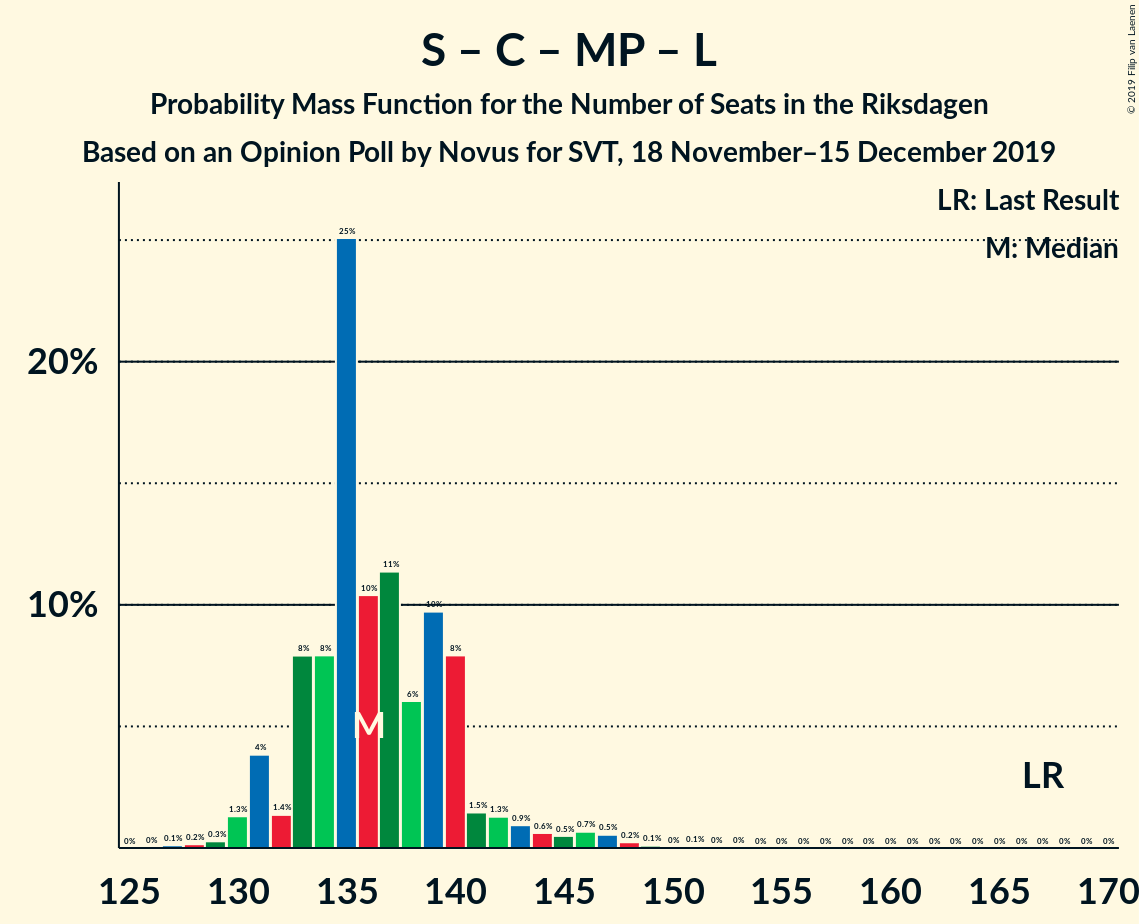 © 2019 Filip van Laenen
S – C – MP – L
Probability Mass Function for the Number of Seats in the Riksdagen
Based on an Opinion Poll by Novus for SVT, 18 November–15 December 2019
LR: Last Result
M: Median
20%
10%
0% 0% 0.1% 0.2% 0.3% 1.3% 4% 1.4% 8% 8% 25% 10% 11% 6% 10% 8% 1.5% 1.3% 0.9% 0.6% 0.5% 0.7% 0.5% 0.2% 0.1% 0% 0.1% 0% 0% 0% 0% 0% 0% 0% 0% 0% 0% 0% 0% 0% 0% 0% 0% 0% 0% 0%
M
LR
125 130 135 140 145 150 155 160 165 170